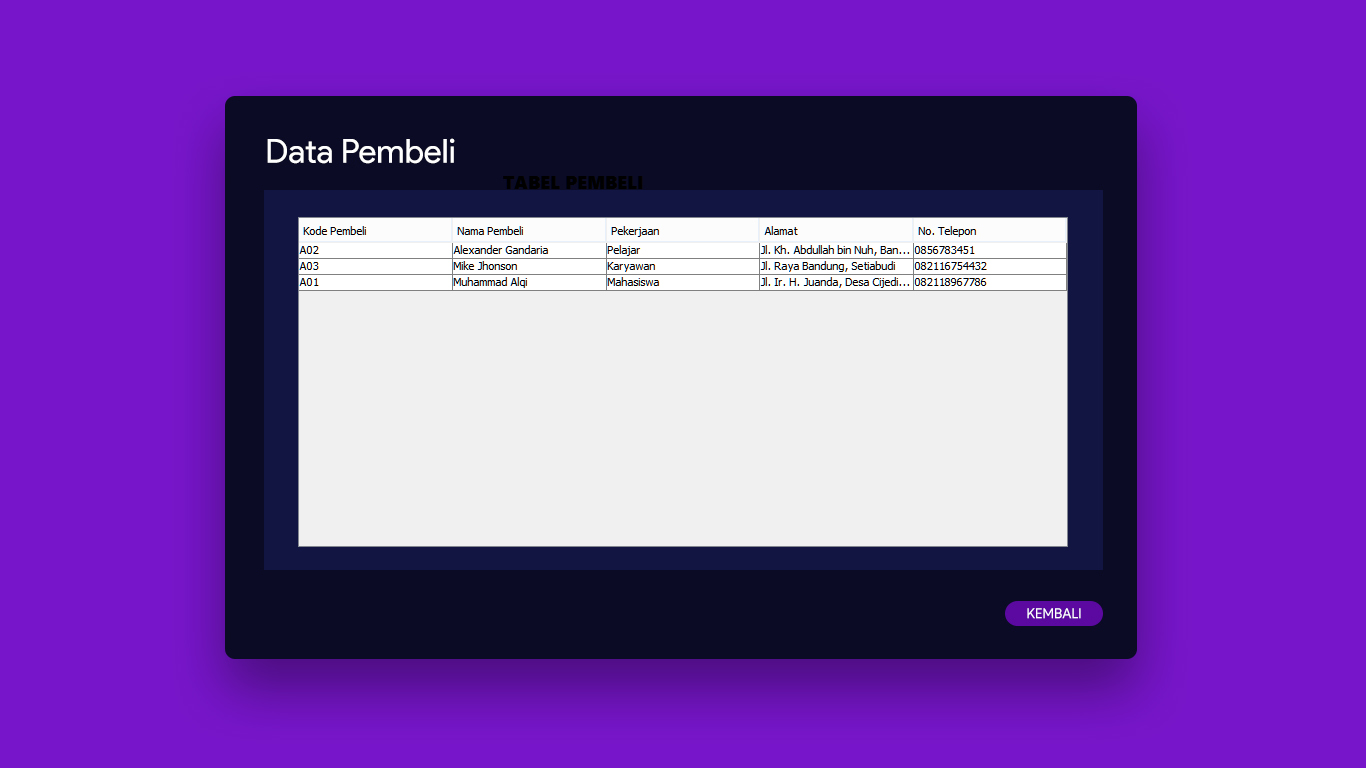 Data Pembeli
TABEL PEMBELI
Kode Pembeli Nama Pembeli Pekerjaan Alamat No. Telepon
A02 Alexander Gandaria Pelajar Jl. Kh. Abdullah bin Nuh, Ban... 0856783451
A03 Mike Jhonson Karyawan Jl. Raya Bandung, Setiabudi 082116754432
A01 Muhammad Alqi Mahasiswa Jl. Ir. H. Juanda, Desa Cijedi... 082118967786
KEMBALI